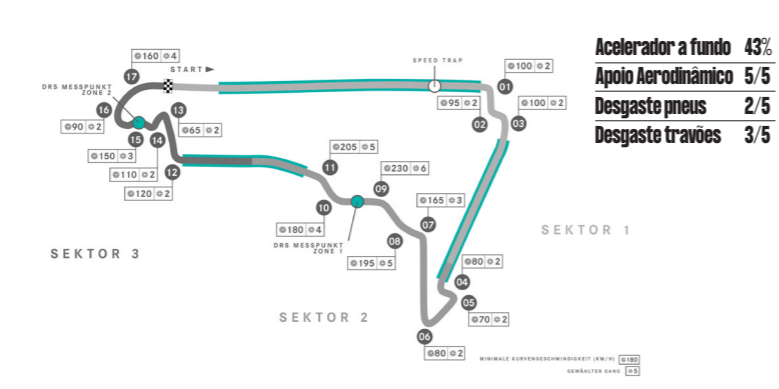 160 4
17
START
SPEED TRAP
100 2
01
Acelerador a fundo 43%
Apoio Aerodinâmico 5/5
Desgaste pneus 2/5
Desgaste travões 3/5
DRS MESSPUNKT
ZONE 2
16
13
95 2
02
100 2
03
90 2
65 2
15
14
150 3
110 2
12
120 2
11
205 5
09
230 6
10
180 4
DRS MESSPUNKT
ZONE 1
165 3
07
08
195 5
SEKTOR 1
80 2
04
05
70 2
SEKTOR 3
SEKTOR 2
06
80 2
MINIMALE KURVENGESCHWINDIGKEIT (KM/H) 180
GEWÄHLTER GANG 5